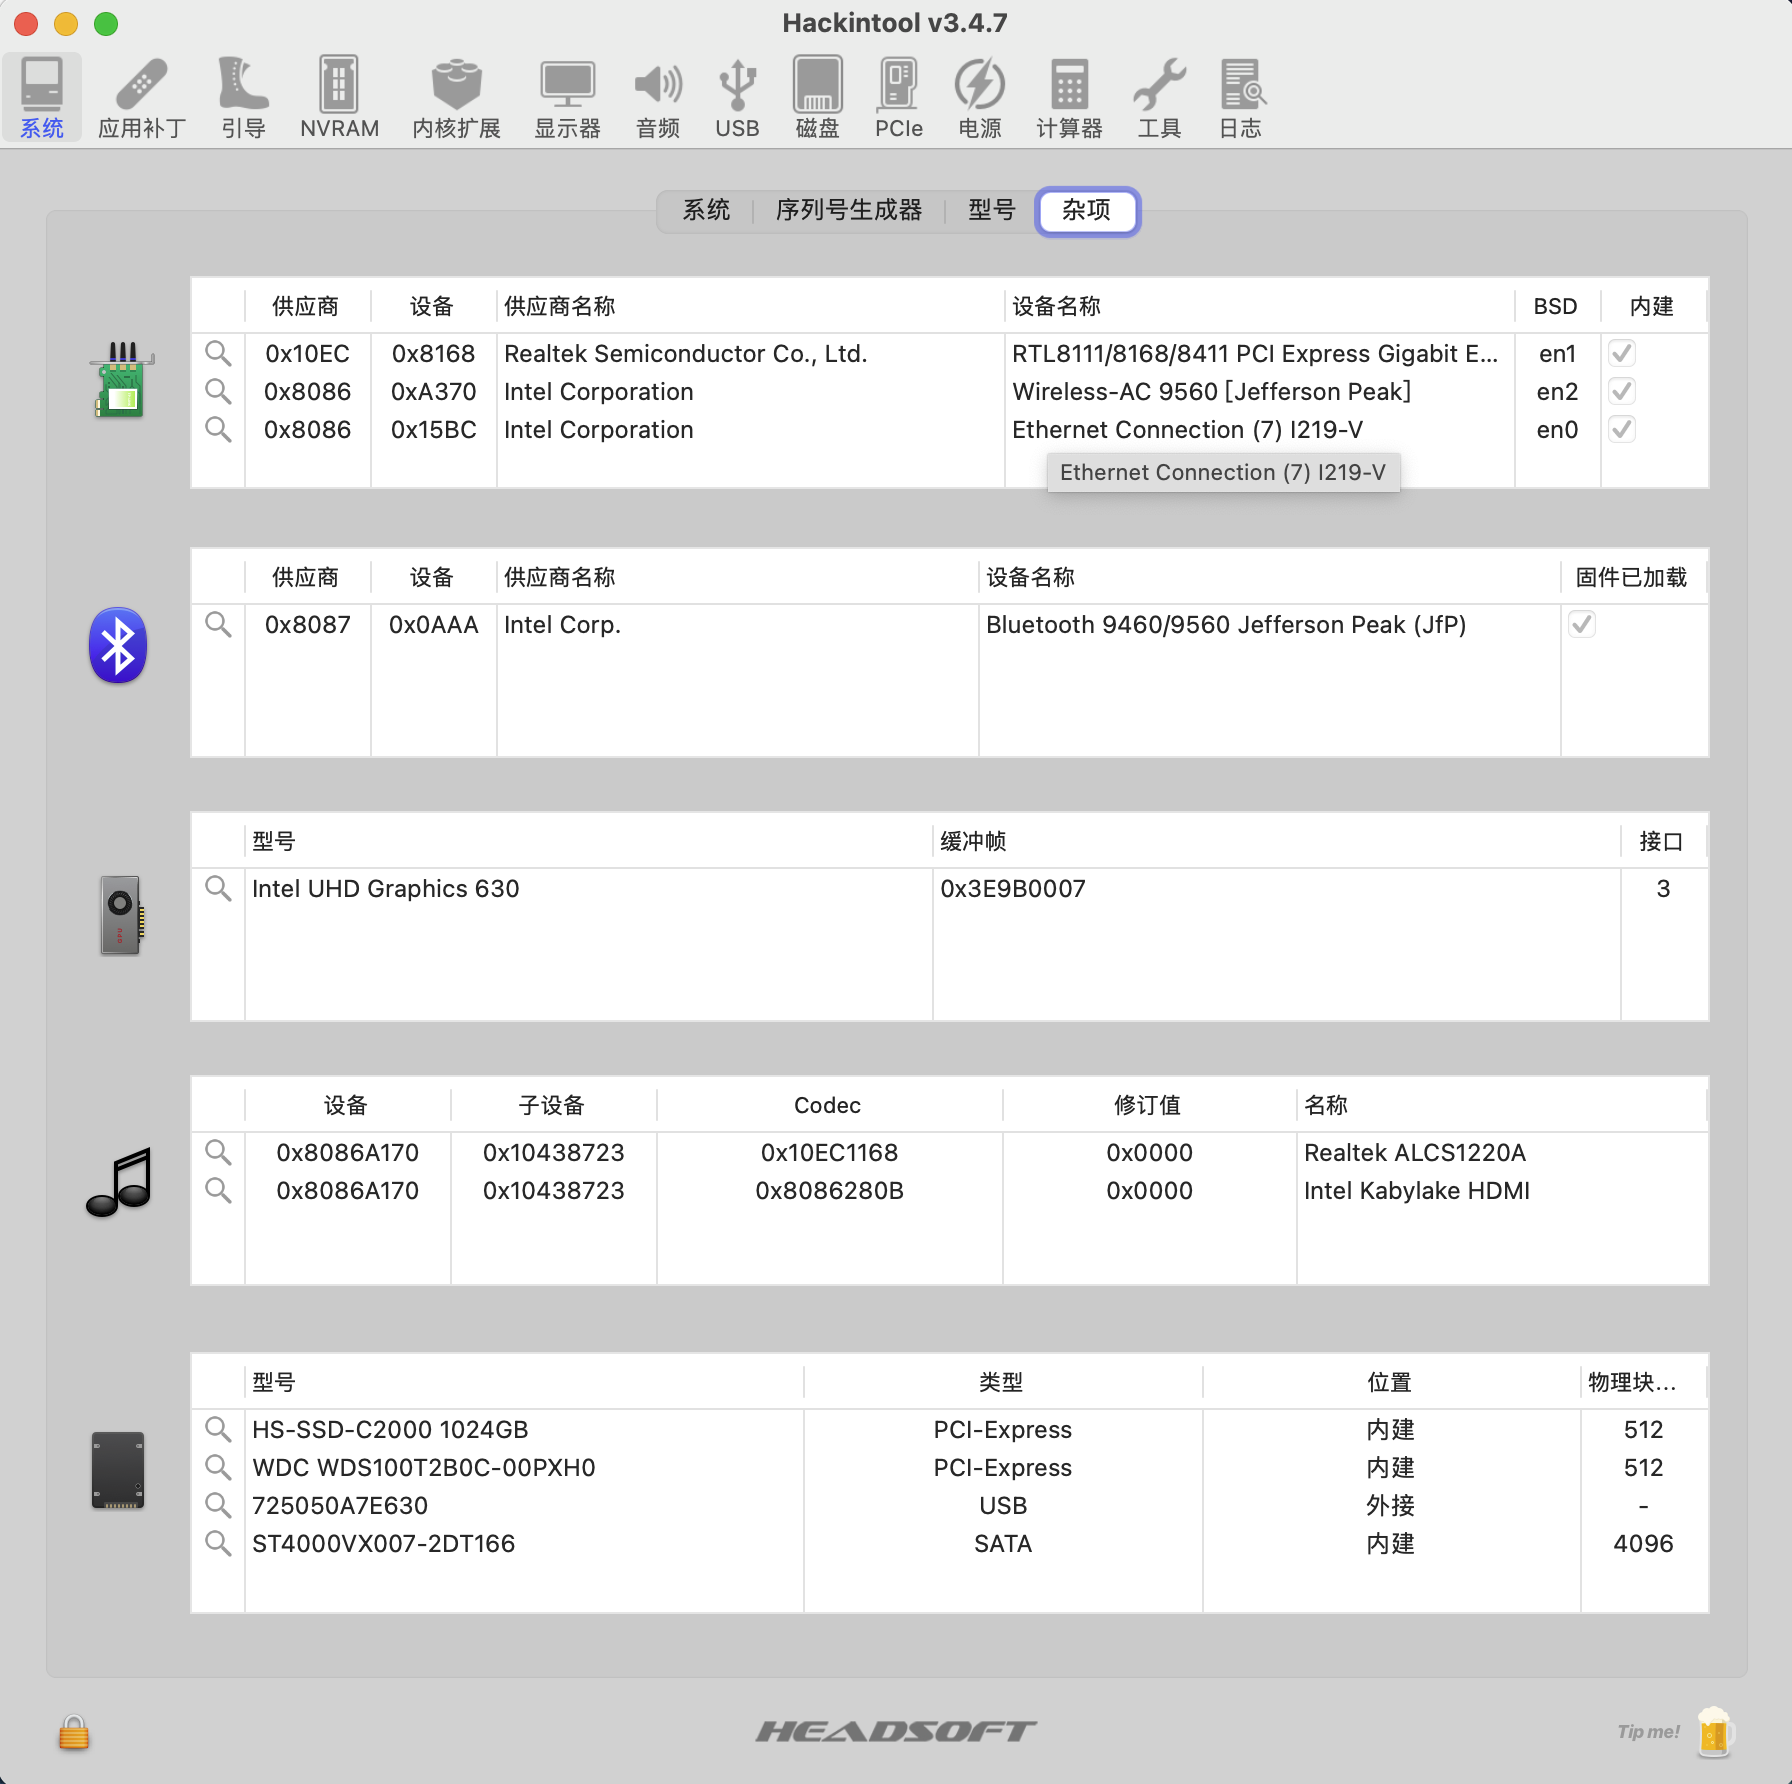 Hackintool v3.4.7
系统 应用补丁 引导 NVRAM 内核扩展 显示器 音频 USB 磁盘 PCIe 电源 计算器 工具 日志
系统 序列号生成器 型号 杂项
供应商 设备 供应商名称 设备名称 BSD 内建
0x10EC 0x8168 Realtek Semiconductor Co., Ltd. RTL8111/8168/8411 PCI Express Gigabit E... en1
0x8086 0xA370 Intel Corporation Wireless-AC 9560 [Jefferson Peak] en2
0x8086 0x15BC Intel Corporation Ethernet Connection (7) I219-V en0
Ethernet Connection (7) I219-V
供应商 设备 供应商名称 设备名称 固件已加载
0x8087 0x0AAA Intel Corp. Bluetooth 9460/9560 Jefferson Peak (JfP)
型号 缓冲帧 接口
GPU
Intel UHD Graphics 630 0x3E9B0007 3
设备 子设备 Codec 修订值 名称
0x8086A170 0x10438723 0x10EC1168 0x0000 Realtek ALCS1220A
0x8086A170 0x10438723 0x8086280B 0x0000 Intel Kabylake HDMI
型号 类型 位置 物理块...
HS-SSD-C2000 1024GB PCI-Express 内建 512
WDC WDS100T2B0C-00PXH0 PCI-Express 内建 512
725050A7E630 USB 外接 -
ST4000VX007-2DT166 SATA 内建 4096
HEADSOFT
Tip me!